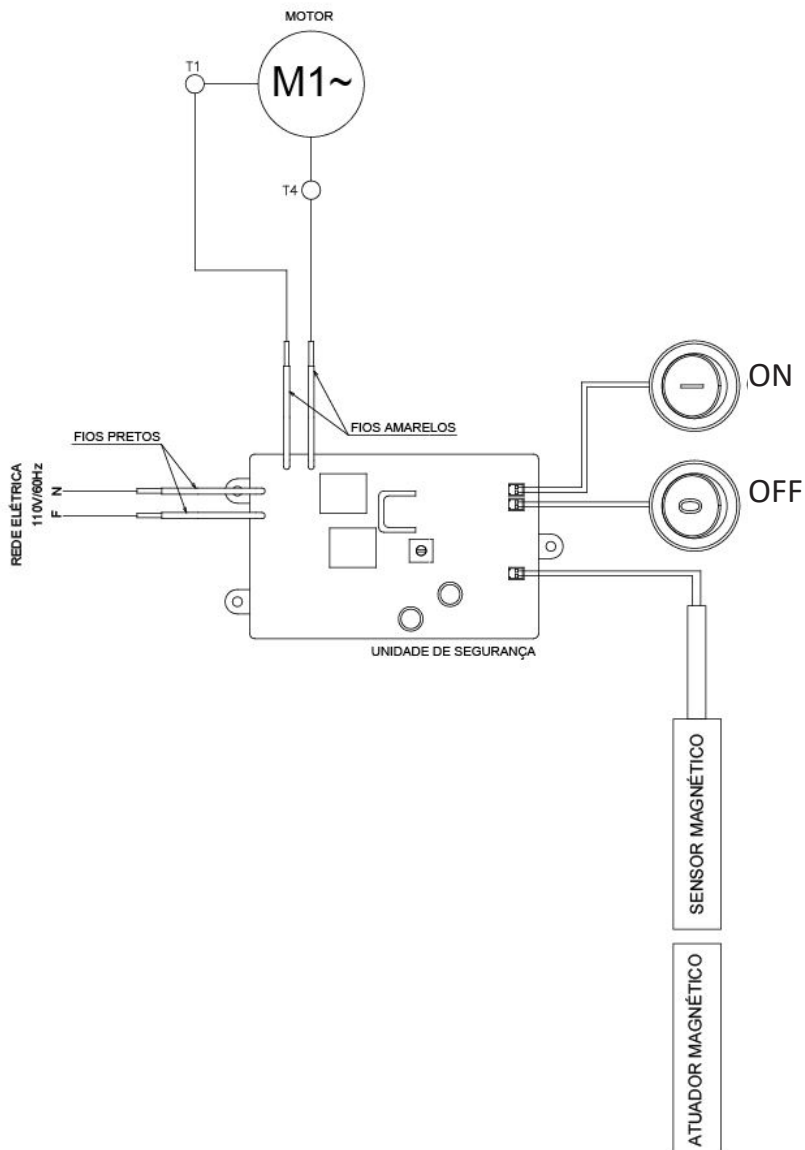 MOTOR
T1
M1~
T4
ON
FIOS AMARELOS
FIOS PRETOS
REDE ELÉTRICA
110V/60Hz
N
F
OFF
UNIDADE DE SEGURANÇA
SENSOR MAGNÉTICO
ATUADOR MAGNÉTICO